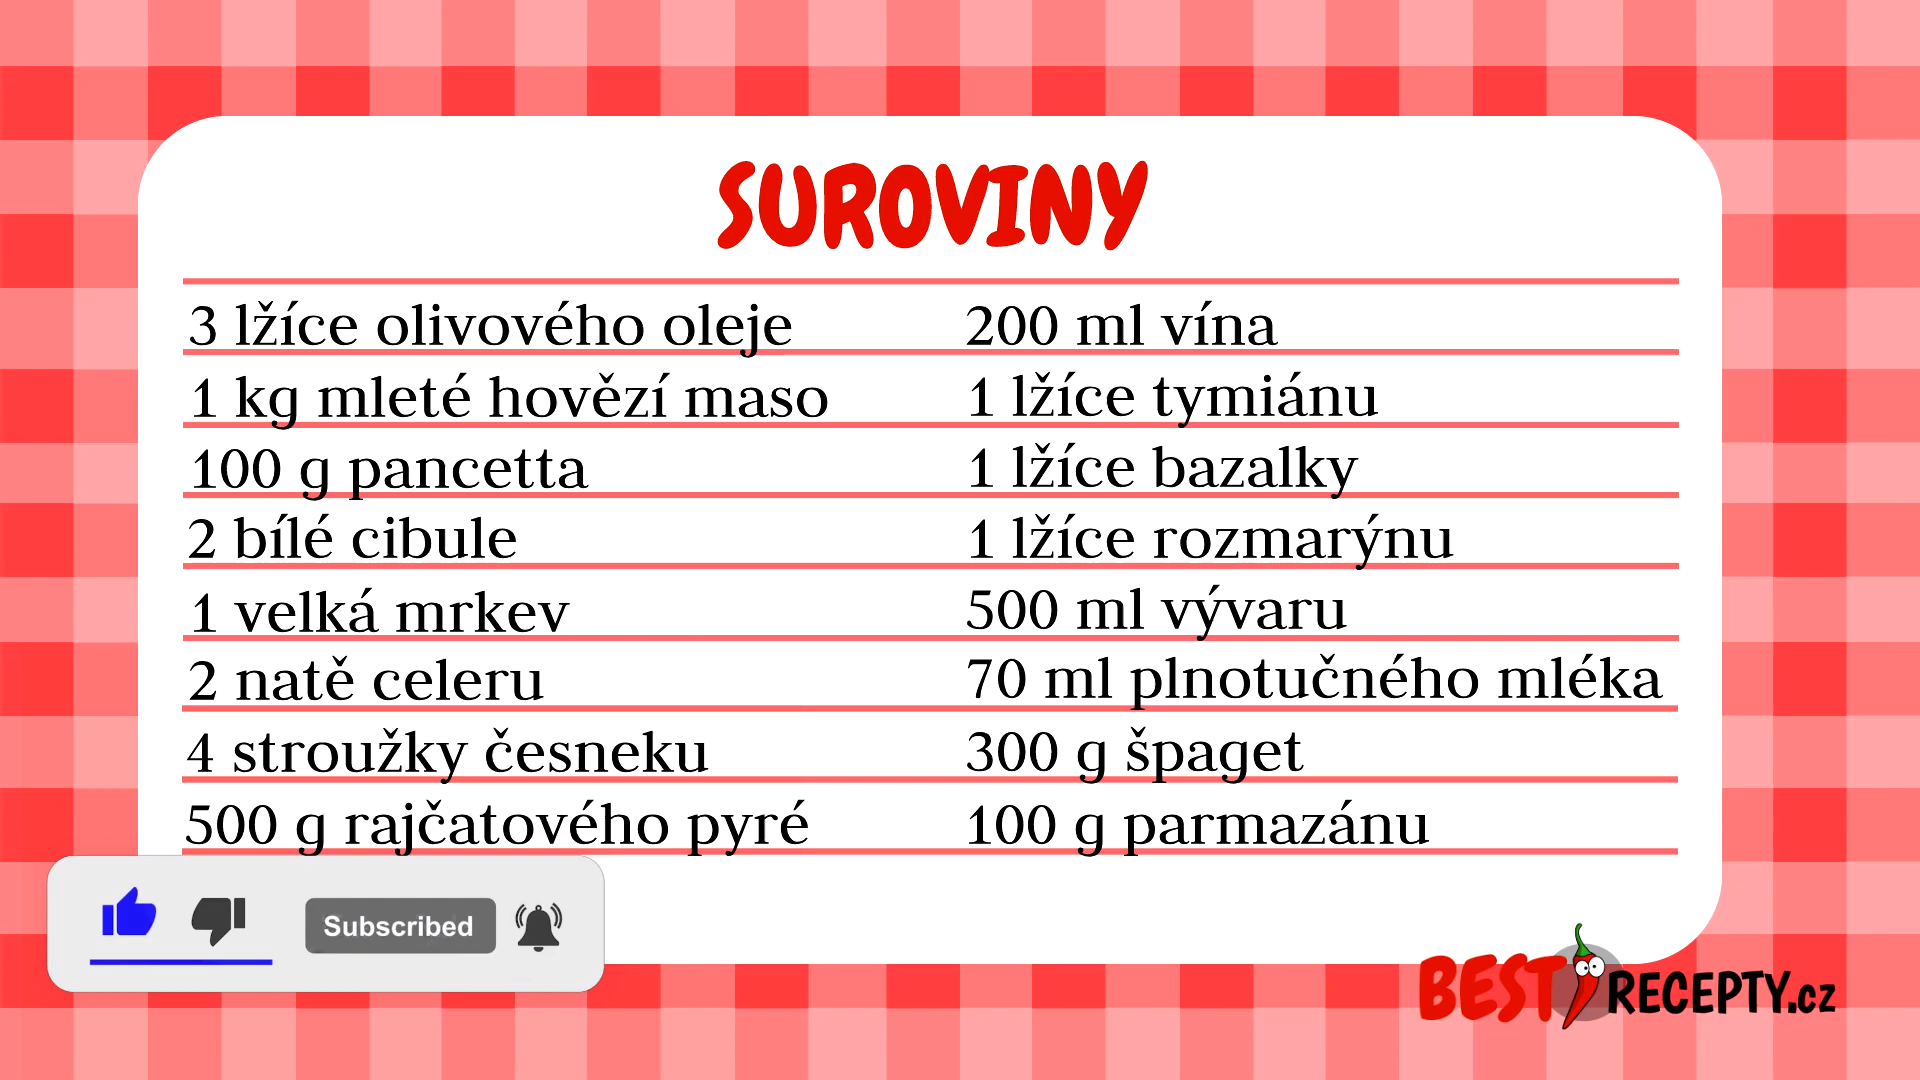 SUROVINY
3 lžíce olivového oleje
1 kg mleté hovězí maso
100 g pancetta
2 bílé cibule
1 velká mrkev
2 natě celeru
4 stroužky česneku
500 g rajčatového pyré
200 ml vína
1 lžíce tymiánu
1 lžíce bazalky
1 lžíce rozmarýnu
500 ml vývaru
70 ml plnotučného mléka
300 g špaget
100 g parmazánu
Subscribed
BEST RECEPTY.cz